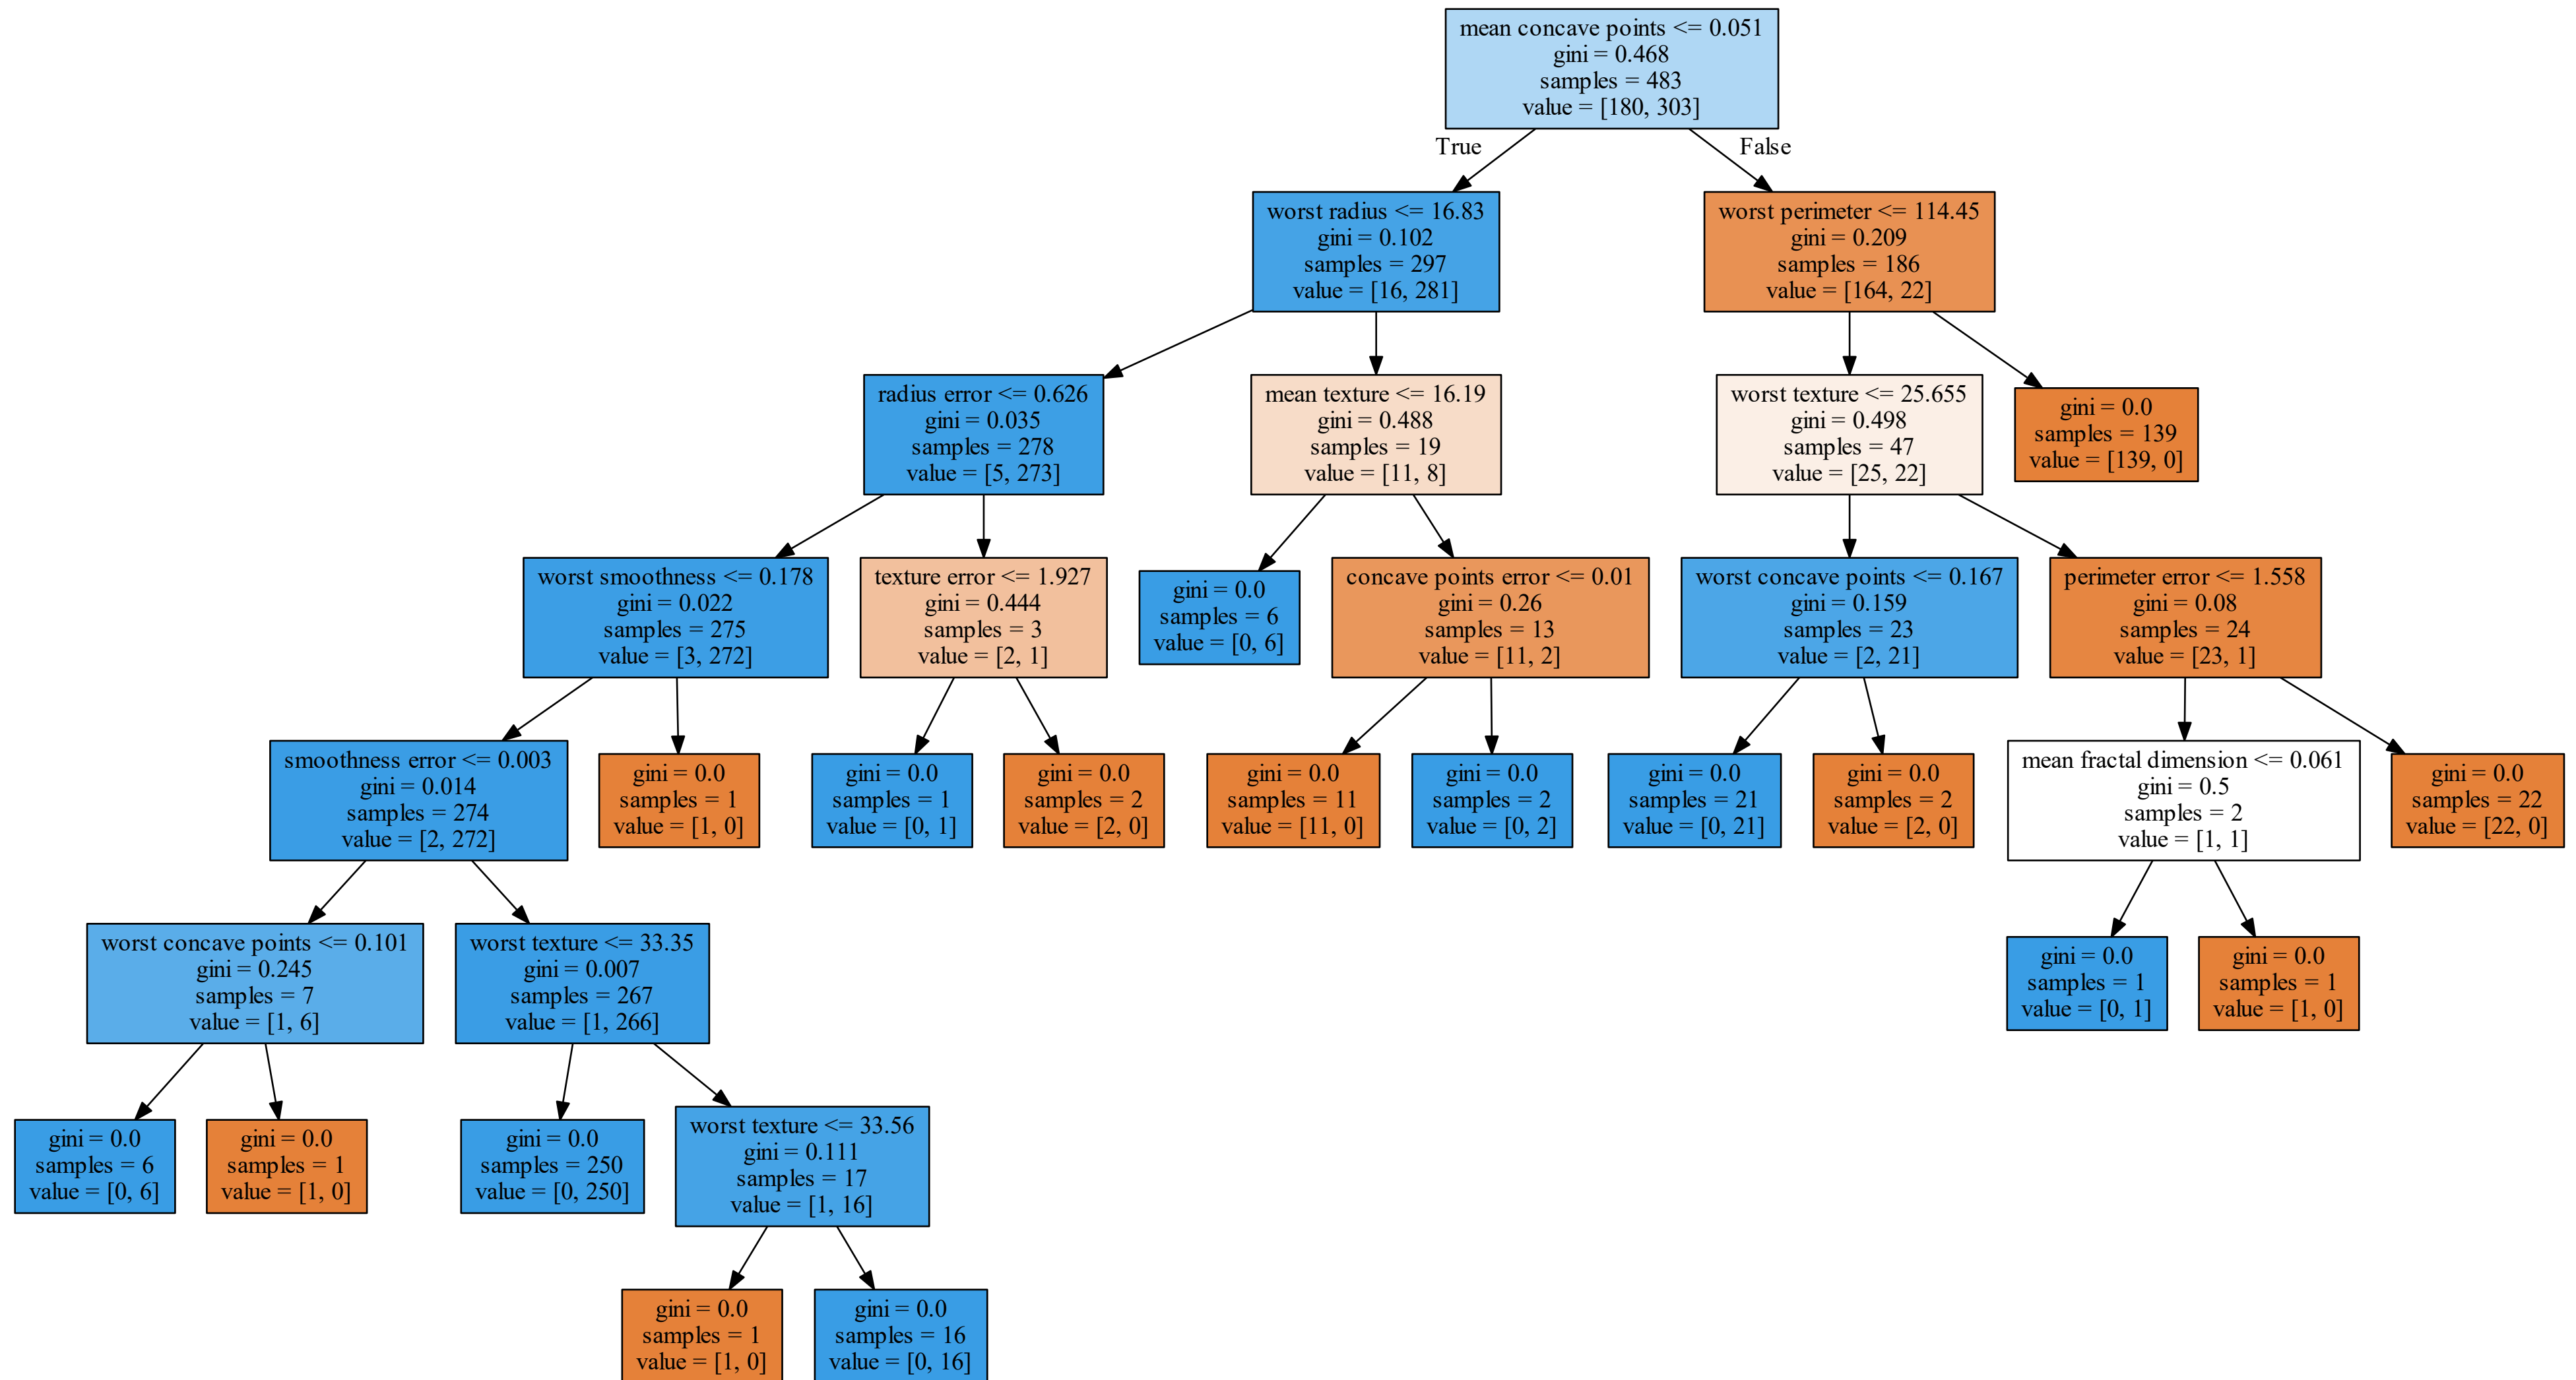 mean concave points <= 0.051
gini = 0.468
samples = 483
value = [180, 303]
True
False
worst radius <= 16.83
gini = 0.102
samples = 297
value = [16, 281]
worst perimeter <= 114.45
gini = 0.209
samples = 186
value = [164, 22]
radius error <= 0.626
gini = 0.035
samples = 278
value = [5, 273]
mean texture <= 16.19
gini = 0.488
samples = 19
value = [11, 8]
worst texture <= 25.655
gini = 0.498
samples = 47
value = [25, 22]
gini = 0.0
samples = 139
value = [139, 0]
worst smoothness <= 0.178
gini = 0.022
samples = 275
value = [3, 272]
texture error <= 1.927
gini = 0.444
samples = 3
value = [2, 1]
gini = 0.0
samples = 6
value = [0, 6]
concave points error <= 0.01
gini = 0.26
samples = 13
value = [11, 2]
worst concave points <= 0.167
gini = 0.159
samples = 23
value = [2, 21]
perimeter error <= 1.558
gini = 0.08
samples = 24
value = [23, 1]
smoothness error <= 0.003
gini = 0.014
samples = 274
value = [2, 272]
gini = 0.0
samples = 1
value = [1, 0]
gini = 0.0
samples = 1
value = [0, 1]
gini = 0.0
samples = 2
value = [2, 0]
gini = 0.0
samples = 11
value = [11, 0]
gini = 0.0
samples = 2
value = [0, 2]
gini = 0.0
samples = 21
value = [0, 21]
gini = 0.0
samples = 2
value = [2, 0]
mean fractal dimension <= 0.061
gini = 0.5
samples = 2
value = [1, 1]
gini = 0.0
samples = 22
value = [22, 0]
worst concave points <= 0.101
gini = 0.245
samples = 7
value = [1, 6]
worst texture <= 33.35
gini = 0.007
samples = 267
value = [1, 266]
gini = 0.0
samples = 1
value = [0, 1]
gini = 0.0
samples = 1
value = [1, 0]
gini = 0.0
samples = 6
value = [0, 6]
gini = 0.0
samples = 1
value = [1, 0]
gini = 0.0
samples = 250
value = [0, 250]
worst texture <= 33.56
gini = 0.111
samples = 17
value = [1, 16]
gini = 0.0
samples = 1
value = [1, 0]
gini = 0.0
samples = 16
value = [0, 16]